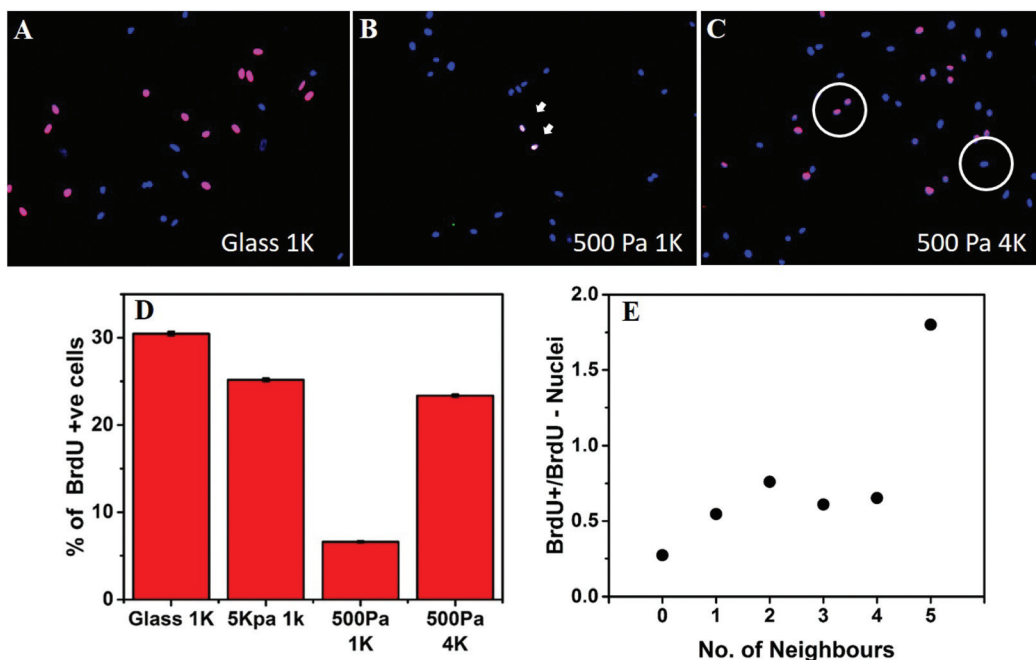 A
Glass 1K
B
500 Pa 1K
C
500 Pa 4K
D
% of BrdU +ve cells
30
20
10
0
Glass 1K
5Kpa 1k
500Pa
1K
500Pa
4K
E
BrdU+/BrdU - Nuclei
2.0
1.5
1.0
0.5
0.0
0
1
2
3
4
5
No. of Neighbours